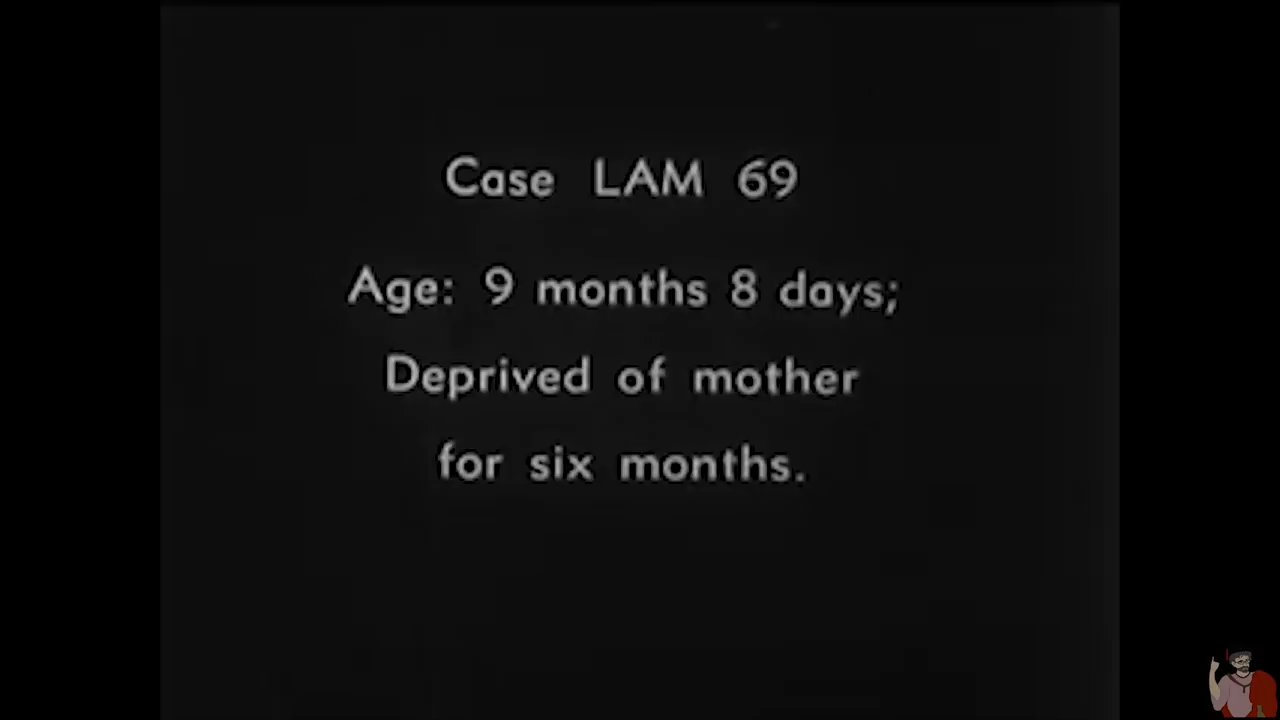 Case LAM 69
Age: 9 months 8 days;
Deprived of mother
for six months.